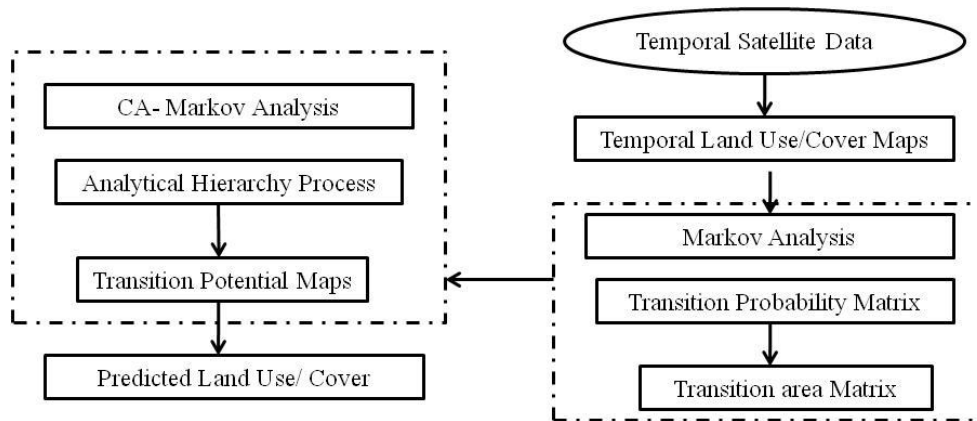 Temporal Satellite Data
Temporal Land Use/Cover Maps
Markov Analysis
Transition Probability Matrix
Transition area Matrix
CA- Markov Analysis
Analytical Hierarchy Process
Transition Potential Maps
Predicted Land Use/ Cover